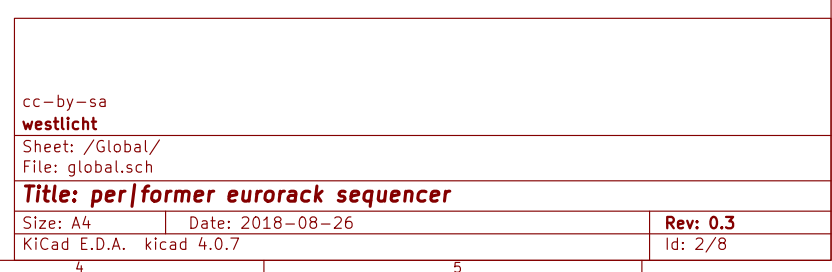 cc-by-sa
westlicht
Sheet: /Global/
File: global.sch
Title: per|former eurorack sequencer
Size: A4 Date: 2018-08-26 Rev: 0.3
KiCad E.D.A. kicad 4.0.7 Id: 2/8
4 5